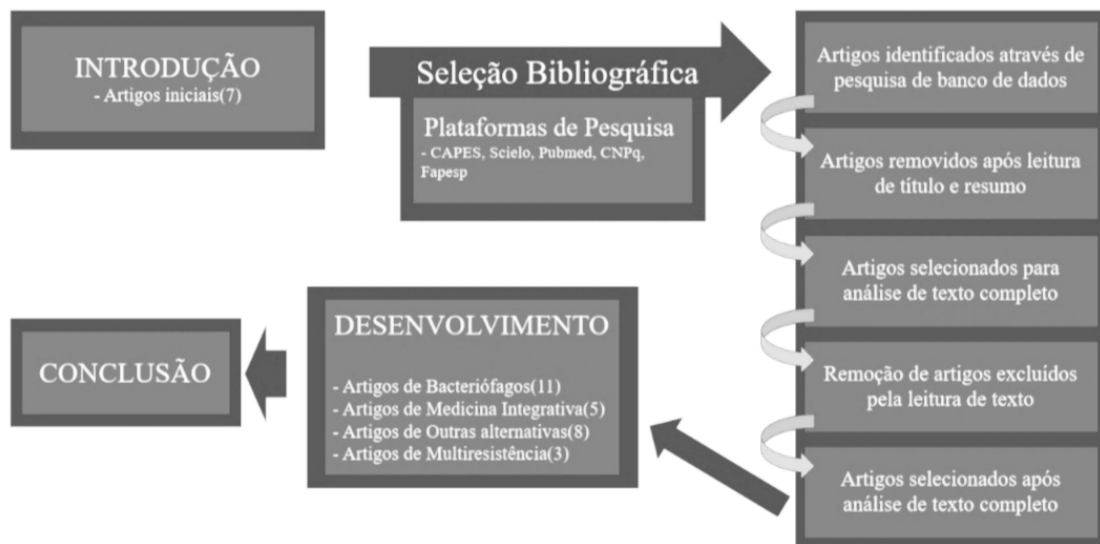 INTRODUÇÃO
- Artigos iniciais(7)
Seleção Bibliográfica
Plataformas de Pesquisa
- CAPES, Scielo, Pubmed, CNPq,
Fapesp
Artigos identificados através de
pesquisa de banco de dados
Artigos removidos após leitura
de título e resumo
Artigos selecionados para
análise de texto completo
Remoção de artigos excluídos
pela leitura de texto
Artigos selecionados após
análise de texto completo
DESENVOLVIMENTO
- Artigos de Bacteriófagos(11)
- Artigos de Medicina Integrativa(5)
- Artigos de Outras alternativas(8)
- Artigos de Multiresistência(3)
CONCLUSÃO